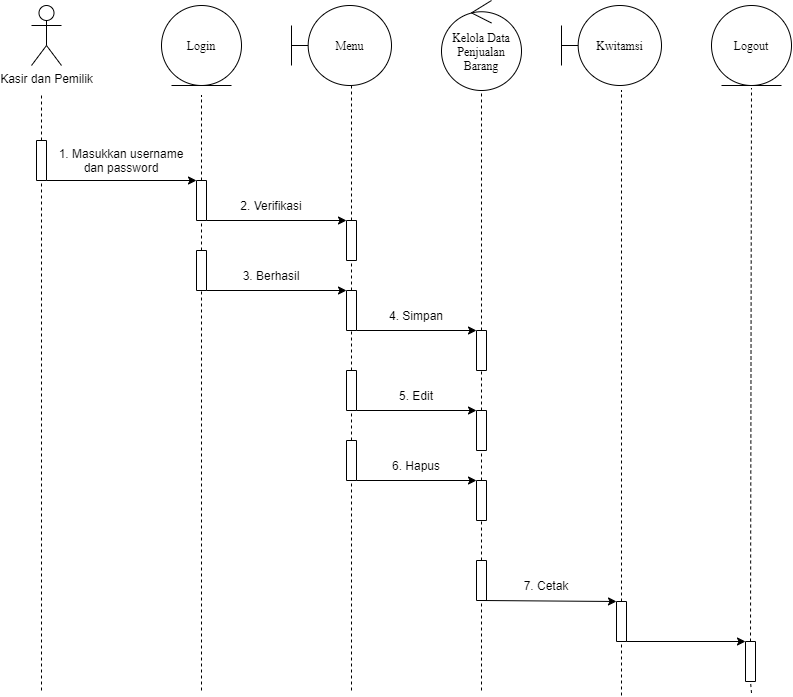 Kasir dan Pemilik
Login
Menu
Kelola Data
Penjualan
Barang
Kwitamsi
Logout
1. Masukkan username
dan password
2. Verifikasi
3. Berhasil
4. Simpan
5. Edit
6. Hapus
7. Cetak